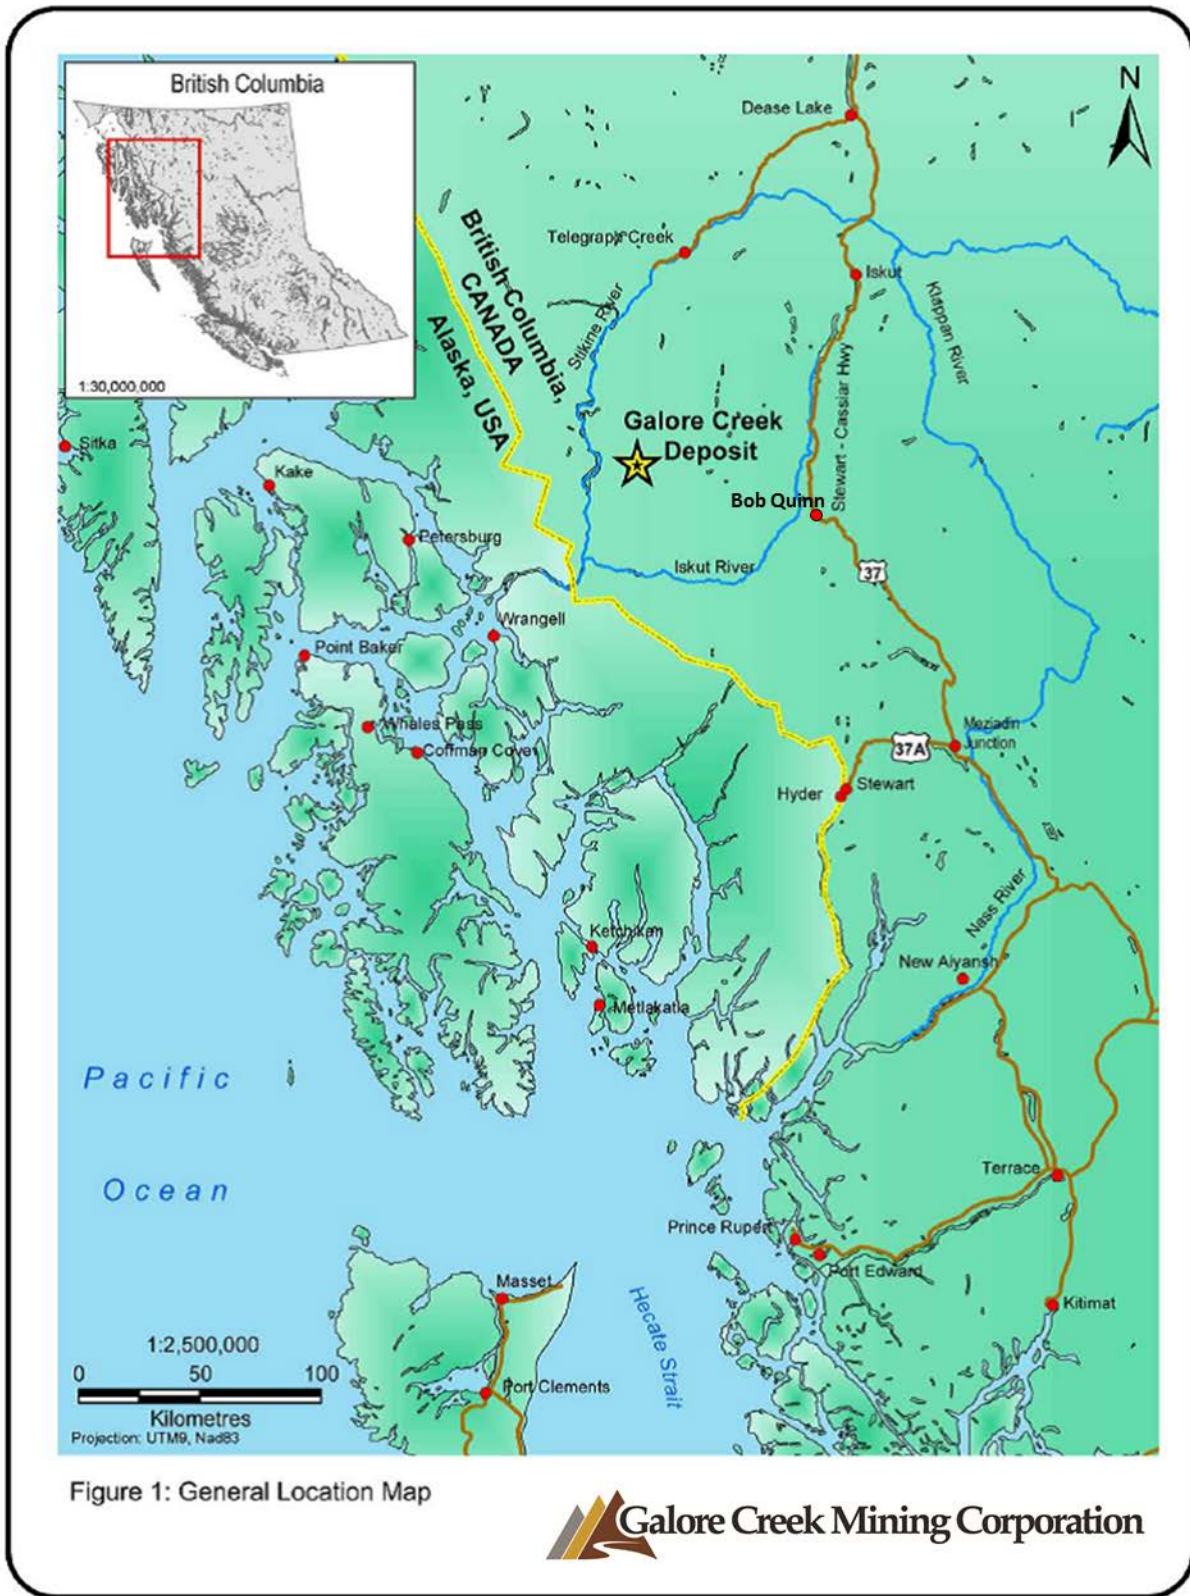 British Columbia
1:30,000,000
N
Dease Lake
Telegraph Creek
Iskut
British Columbia,
CANADA
Alaska, USA
Stikine River
Klappan River
Stewart - Cassiar Hwy
Galore Creek
Deposit
Sitka
Kake
Bob Quinn
Petersburg
Iskut River
37
Wrangell
Point Baker
Whales Pass
Coffman Cove
Meziadin
Junction
37A
Hyder
Stewart
Nass River
Ketchikan
New Aiyansh
Metlakatla
Pacific
Ocean
Terrace
Prince Rupert
Port Edward
Masset
Kitimat
Hecate Strait
Port Clements
1:2,500,000
0 50 100
Kilometres
Projection: UTM9, Nad83
Figure 1: General Location Map
Galore Creek Mining Corporation